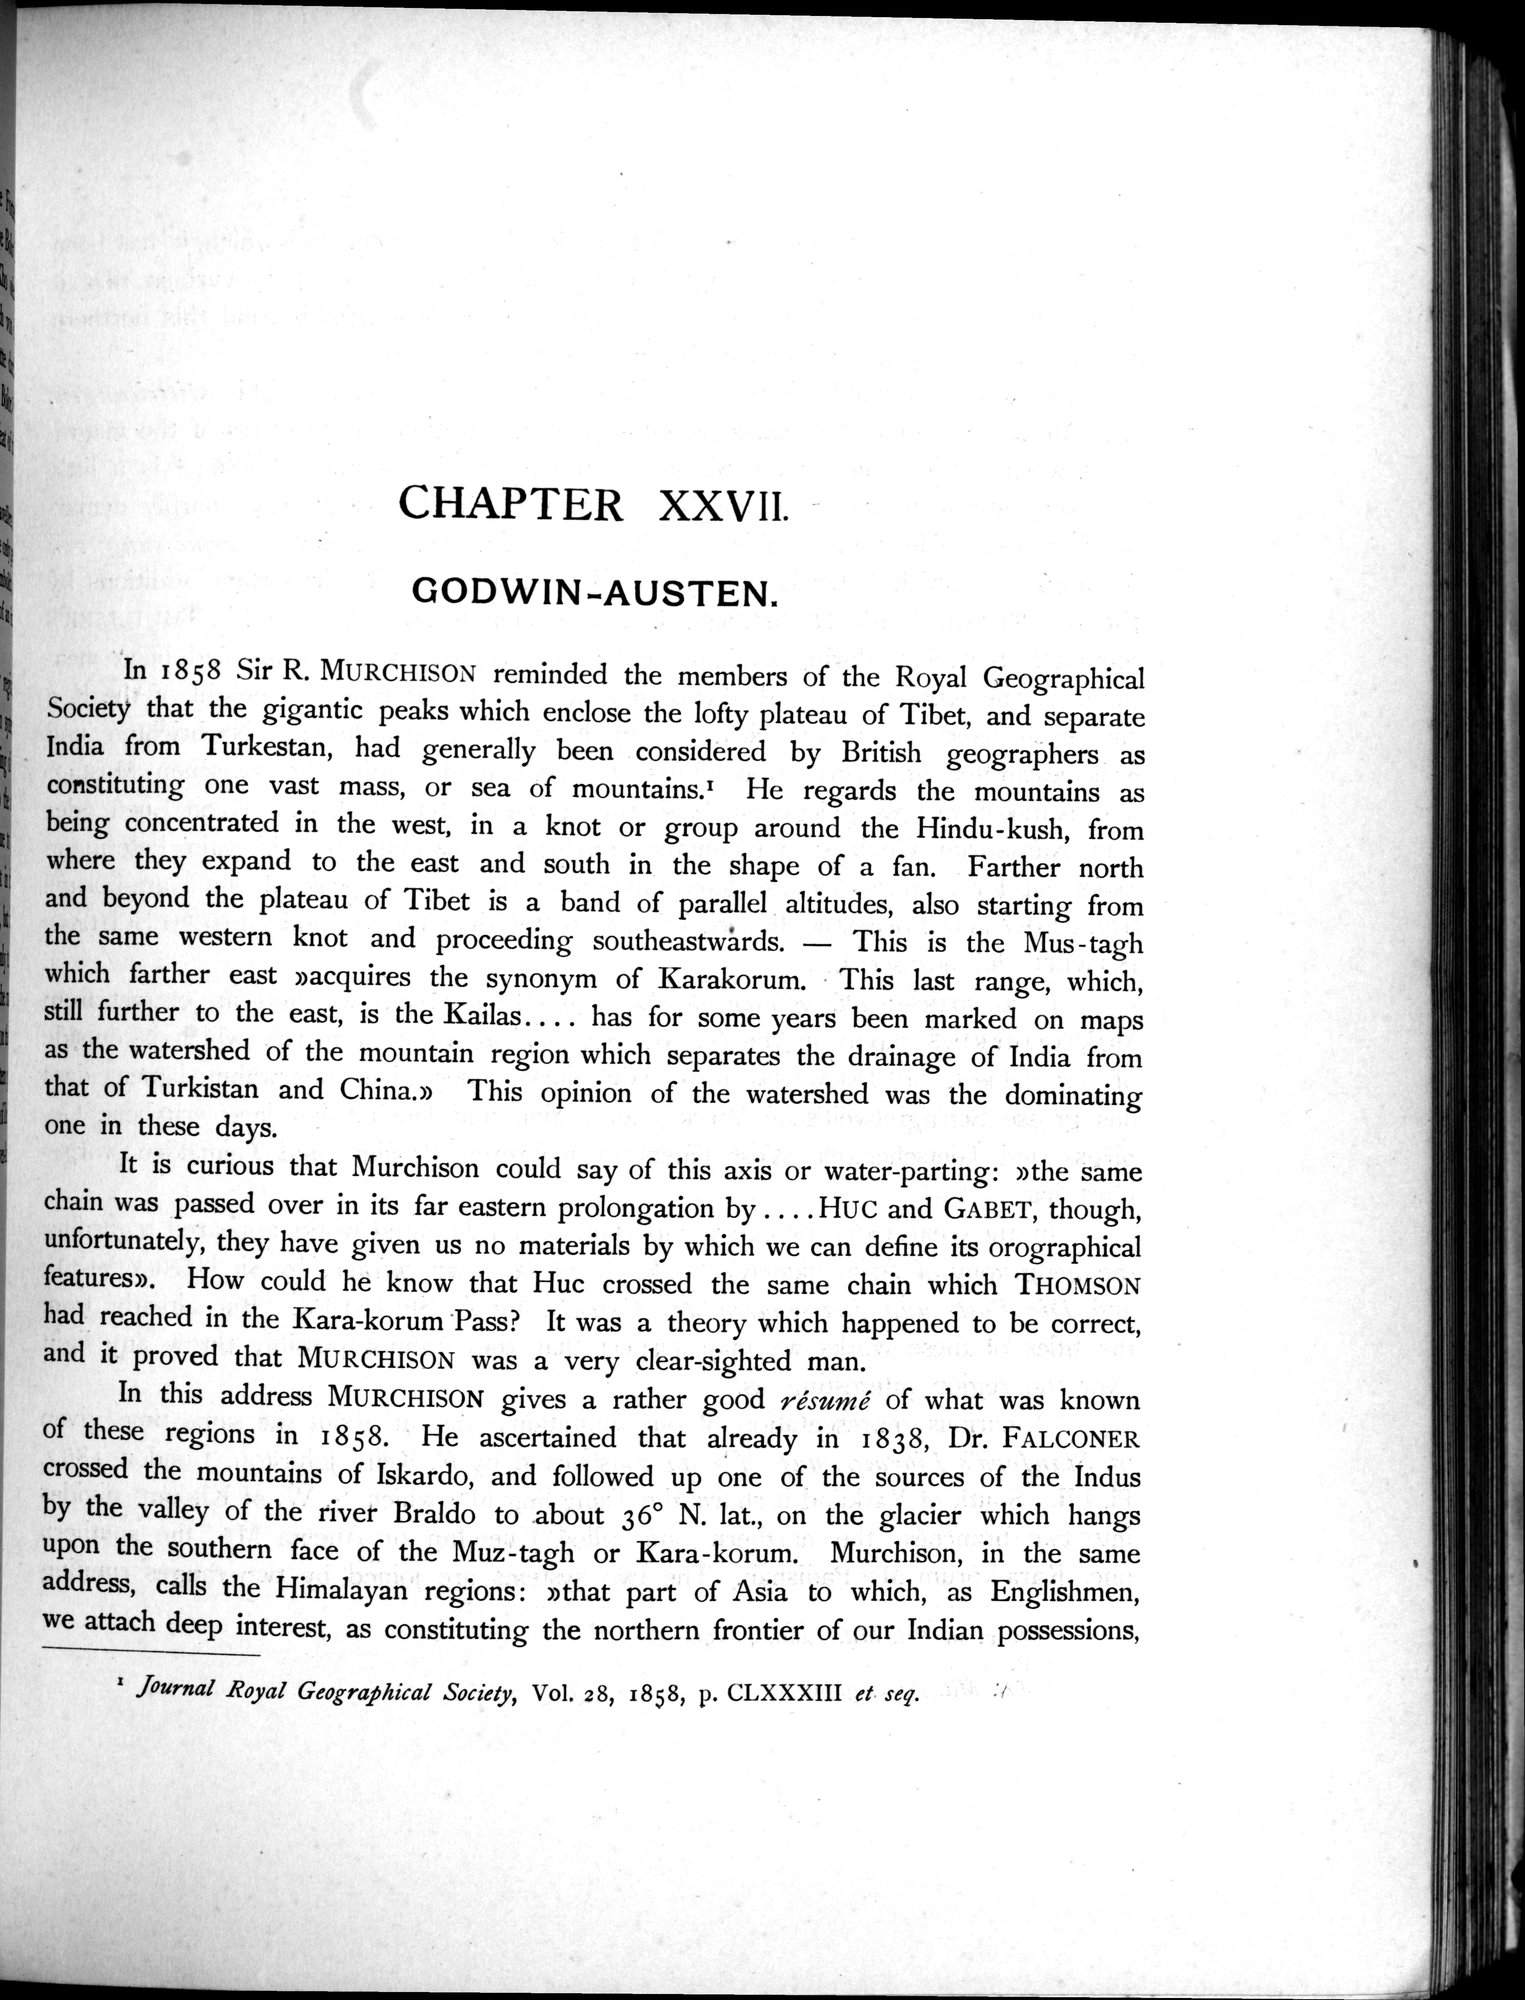 CHAPTER XXVII.
GODWIN-AUSTEN.
In 1858 Sir R. MURCHISON reminded the members of the Royal Geographical
Society that the gigantic peaks which enclose the lofty plateau of Tibet, and separate
India from Turkestan, had generally been considered by British geographers as
constituting one vast mass, or sea of mountains.¹ He regards the mountains as
being concentrated in the west, in a knot or group around the Hindu-kush, from
where they expand to the east and south in the shape of a fan. Farther north
and beyond the plateau of Tibet is a band of parallel altitudes, also starting from
the same western knot and proceeding southeastwards. — This is the Mus-tagh
which farther east »acquires the synonym of Karakorum. This last range, which,
still further to the east, is the Kailas.... has for some years been marked on maps
as the watershed of the mountain region which separates the drainage of India from
that of Turkistan and China.» This opinion of the watershed was the dominating
one in these days.
It is curious that Murchison could say of this axis or water-parting: »the same
chain was passed over in its far eastern prolongation by .... HUC and GABET, though,
unfortunately, they have given us no materials by which we can define its orographical
features». How could he know that Huc crossed the same chain which THOMSON
had reached in the Kara-korum Pass? It was a theory which happened to be correct,
and it proved that MURCHISON was a very clear-sighted man.
In this address MURCHISON gives a rather good résumé of what was known
of these regions in 1858. He ascertained that already in 1838, Dr. FALCONER
crossed the mountains of Iskardo, and followed up one of the sources of the Indus
by the valley of the river Braldo to about 36° N. lat., on the glacier which hangs
upon the southern face of the Muz-tagh or Kara-korum. Murchison, in the same
address, calls the Himalayan regions: »that part of Asia to which, as Englishmen,
we attach deep interest, as constituting the northern frontier of our Indian possessions,
¹ Journal Royal Geographical Society, Vol. 28, 1858, p. CLXXXIII et seq.